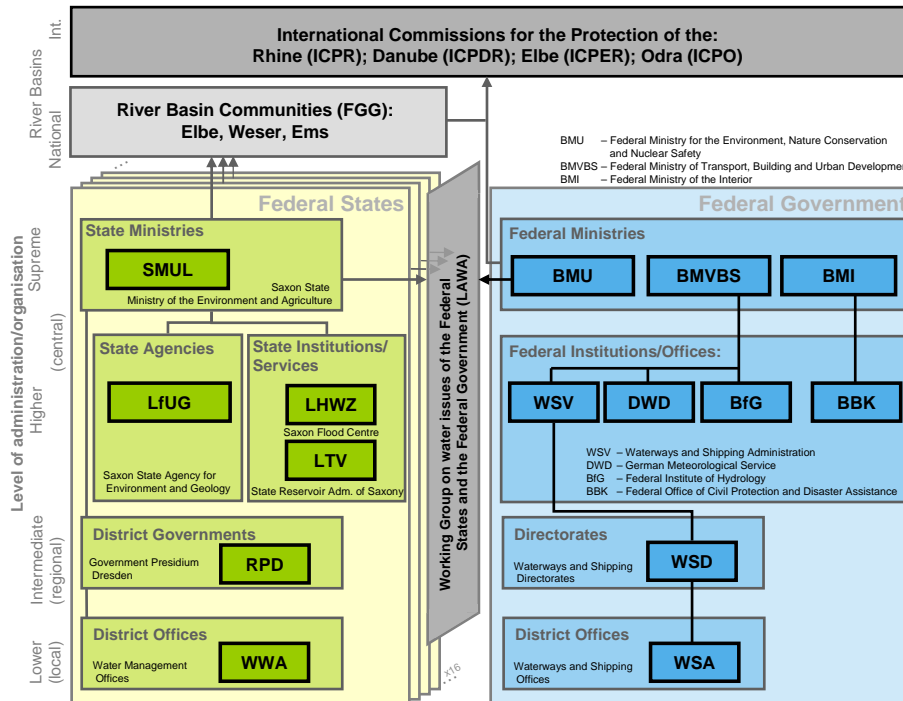 International Commissions for the Protection of the:
Rhine (ICPR); Danube (ICPDR); Elbe (ICPER); Odra (ICPO)
River Basins
Int.
National
River Basin Communities (FGG):
Elbe, Weser, Ems
BMU – Federal Ministry for the Environment, Nature Conservation
and Nuclear Safety
BMVBS – Federal Ministry of Transport, Building and Urban Developmen
BMI – Federal Ministry of the Interior
Level of administration/organisation
Supreme
(central)
Higher
Intermediate
(regional)
Lower
(local)
....
Federal States
State Ministries
SMUL
Saxon State
Ministry of the Environment and Agriculture
State Agencies
LfUG
Saxon State Agency for
Environment and Geology
State Institutions/
Services
LHWZ
Saxon Flood Centre
LTV
State Reservoir Adm. of Saxony
District Governments
Government Presidium
Dresden
RPD
District Offices
Water Management
Offices
WWA
x16
....
Working Group on water issues of the Federal
States and the Federal Government (LAWA)
Federal Government
Federal Ministries
BMU
BMVBS
BMI
Federal Institutions/Offices:
WSV
DWD
BfG
BBK
WSV – Waterways and Shipping Administration
DWD – German Meteorological Service
BfG – Federal Institute of Hydrology
BBK – Federal Office of Civil Protection and Disaster Assistance
Directorates
Waterways and Shipping
Directorates
WSD
District Offices
Waterways and Shipping
Offices
WSA